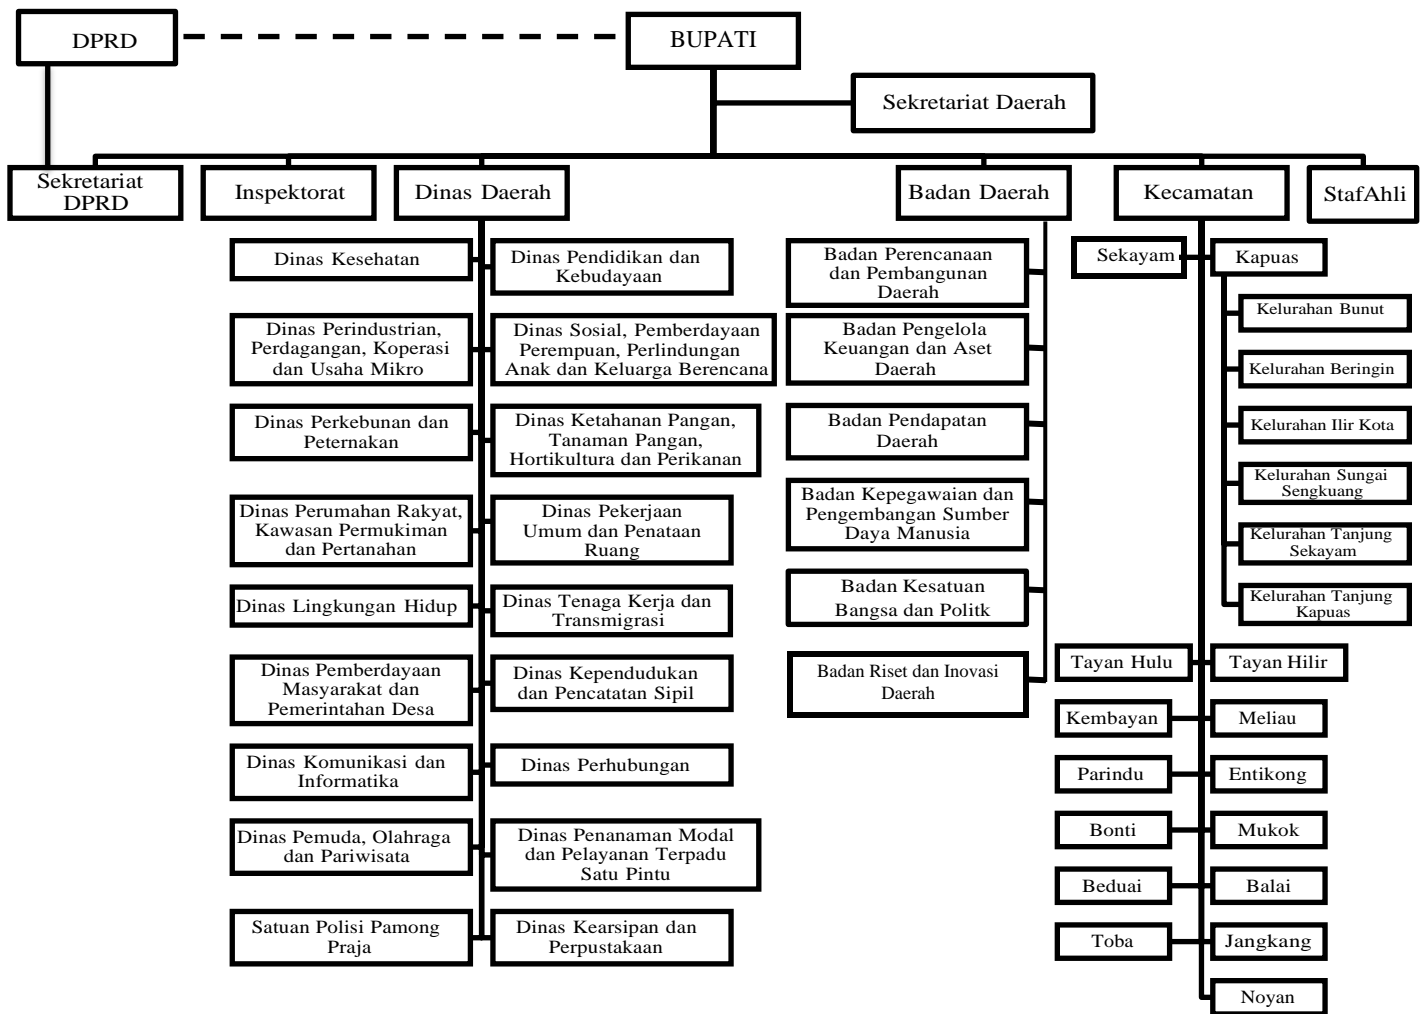 DPRD
BUPATI
Sekretariat Daerah
Sekretariat
DPRD
Inspektorat
Dinas Daerah
Badan Daerah
Kecamatan
StafAhli
Dinas Kesehatan
Dinas Pendidikan dan
Kebudayaan
Dinas Perindustrian,
Perdagangan, Koperasi
dan Usaha Mikro
Dinas Sosial, Pemberdayaan
Perempuan, Perlindungan
Anak dan Keluarga Berencana
Dinas Perkebunan dan
Peternakan
Dinas Ketahanan Pangan,
Tanaman Pangan,
Hortikultura dan Perikanan
Dinas Perumahan Rakyat,
Kawasan Permukiman
dan Pertanahan
Dinas Pekerjaan
Umum dan Penataan
Ruang
Dinas Lingkungan Hidup
Dinas Tenaga Kerja dan
Transmigrasi
Dinas Pemberdayaan
Masyarakat dan
Pemerintahan Desa
Dinas Kependudukan
dan Pencatatan Sipil
Dinas Komunikasi dan
Informatika
Dinas Perhubungan
Dinas Pemuda, Olahraga
dan Pariwisata
Dinas Penanaman Modal
dan Pelayanan Terpadu
Satu Pintu
Satuan Polisi Pamong
Praja
Dinas Kearsipan dan
Perpustakaan
Badan Perencanaan
dan Pembangunan
Daerah
Badan Pengelola
Keuangan dan Aset
Daerah
Badan Pendapatan
Daerah
Badan Kepegawaian dan
Pengembangan Sumber
Daya Manusia
Badan Kesatuan
Bangsa dan Politk
Badan Riset dan Inovasi
Daerah
Sekayam
Kapuas
Kelurahan Bunut
Kelurahan Beringin
Kelurahan Ilir Kota
Kelurahan Sungai
Sengkuang
Kelurahan Tanjung
Sekayam
Kelurahan Tanjung
Kapuas
Tayan Hulu
Tayan Hilir
Kembayan
Meliau
Parindu
Entikong
Bonti
Mukok
Beduai
Balai
Toba
Jangkang
Noyan